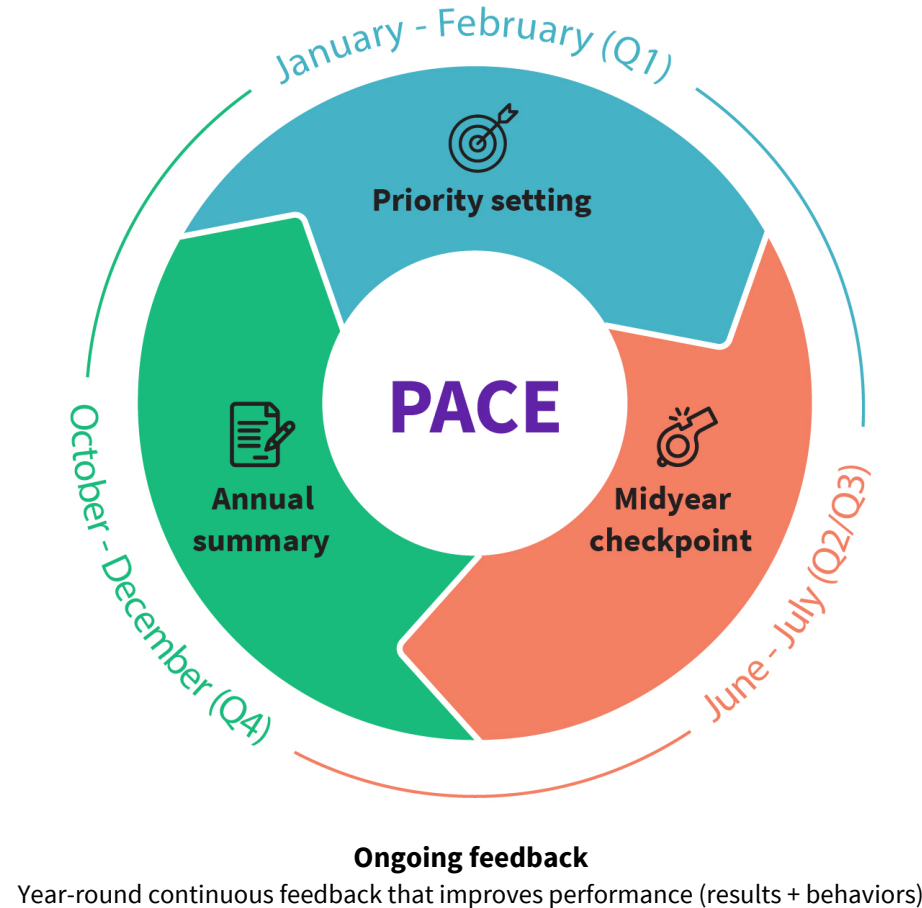 January - February (Q1)
Priority setting
PACE
Annual
summary
Midyear
checkpoint
October - December (Q4)
June - July (Q2/Q3)
Ongoing feedback
Year-round continuous feedback that improves performance (results + behaviors)